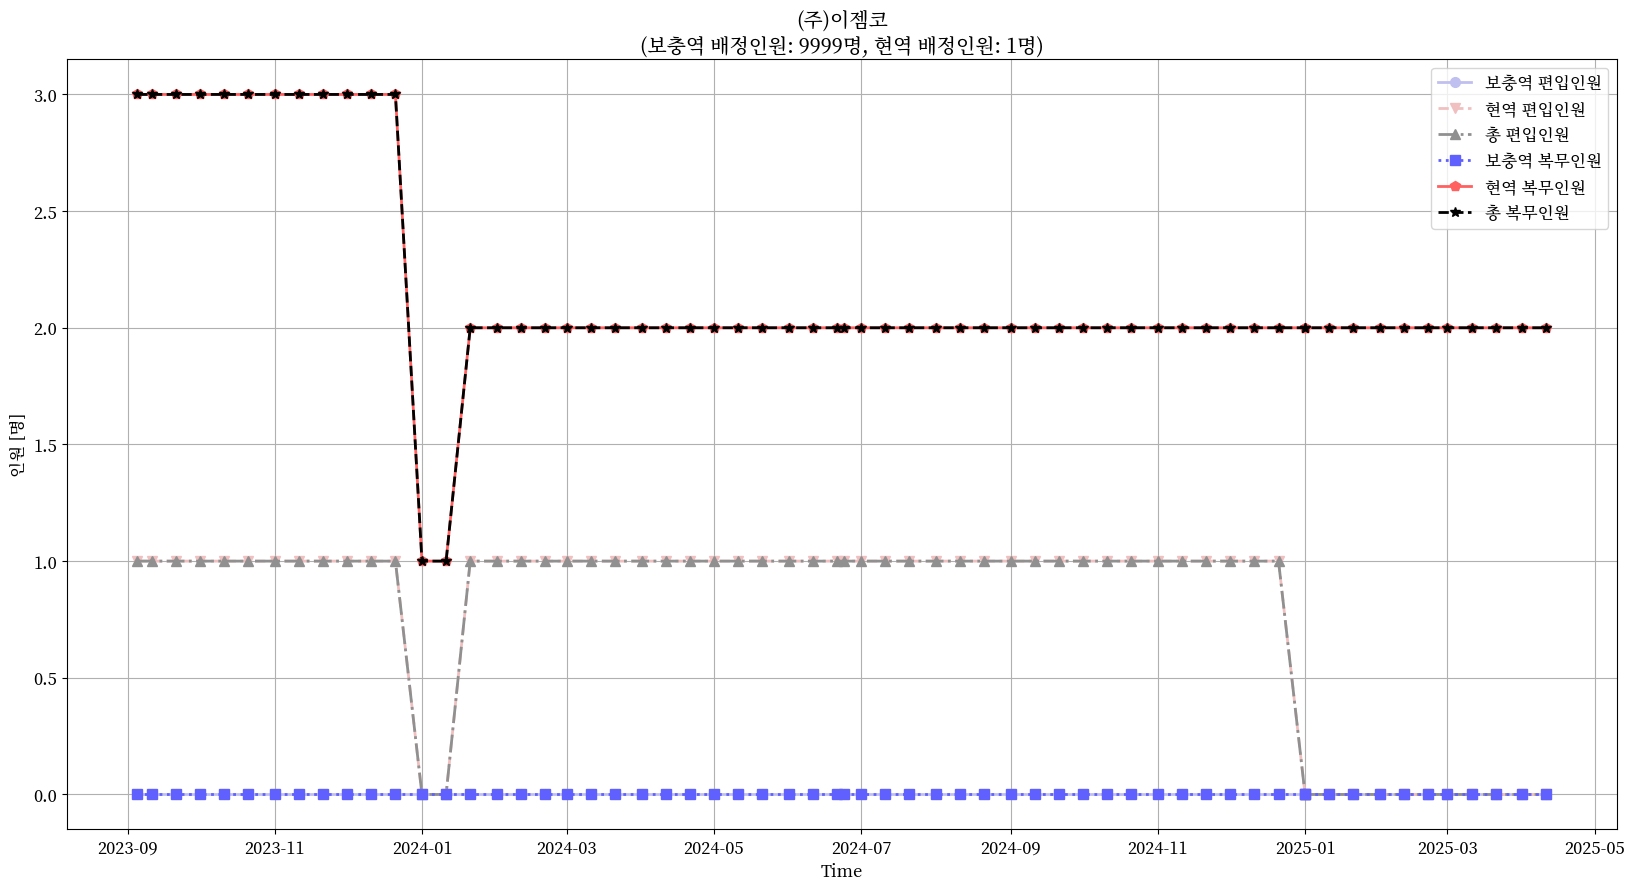 (주)이젬코
(보충역 배정인원: 9999명, 현역 배정인원: 1명)
보충역 편입인원
현역 편입인원
총 편입인원
보충역 복무인원
현역 복무인원
총 복무인원
인원 [명]
3.0
2.5
2.0
1.5
1.0
0.5
0.0
2023-09 2023-11 2024-01 2024-03 2024-05 2024-07 2024-09 2024-11 2025-01 2025-03 2025-05
Time